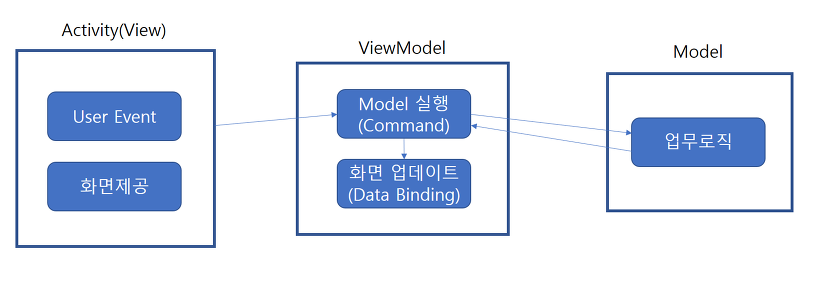 Activity(View)
User Event
화면제공
ViewModel
Model 실행
(Command)
화면 업데이트
(Data Binding)
Model
업무로직